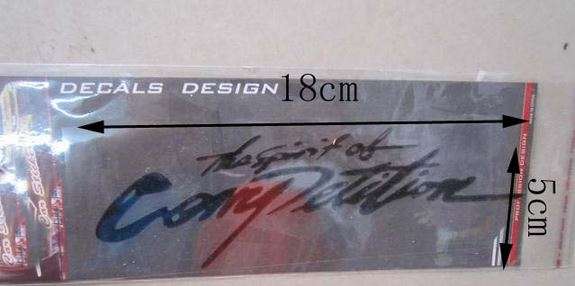 DECALS DESIGN
18cm
The Spirit of
Competition
5cm